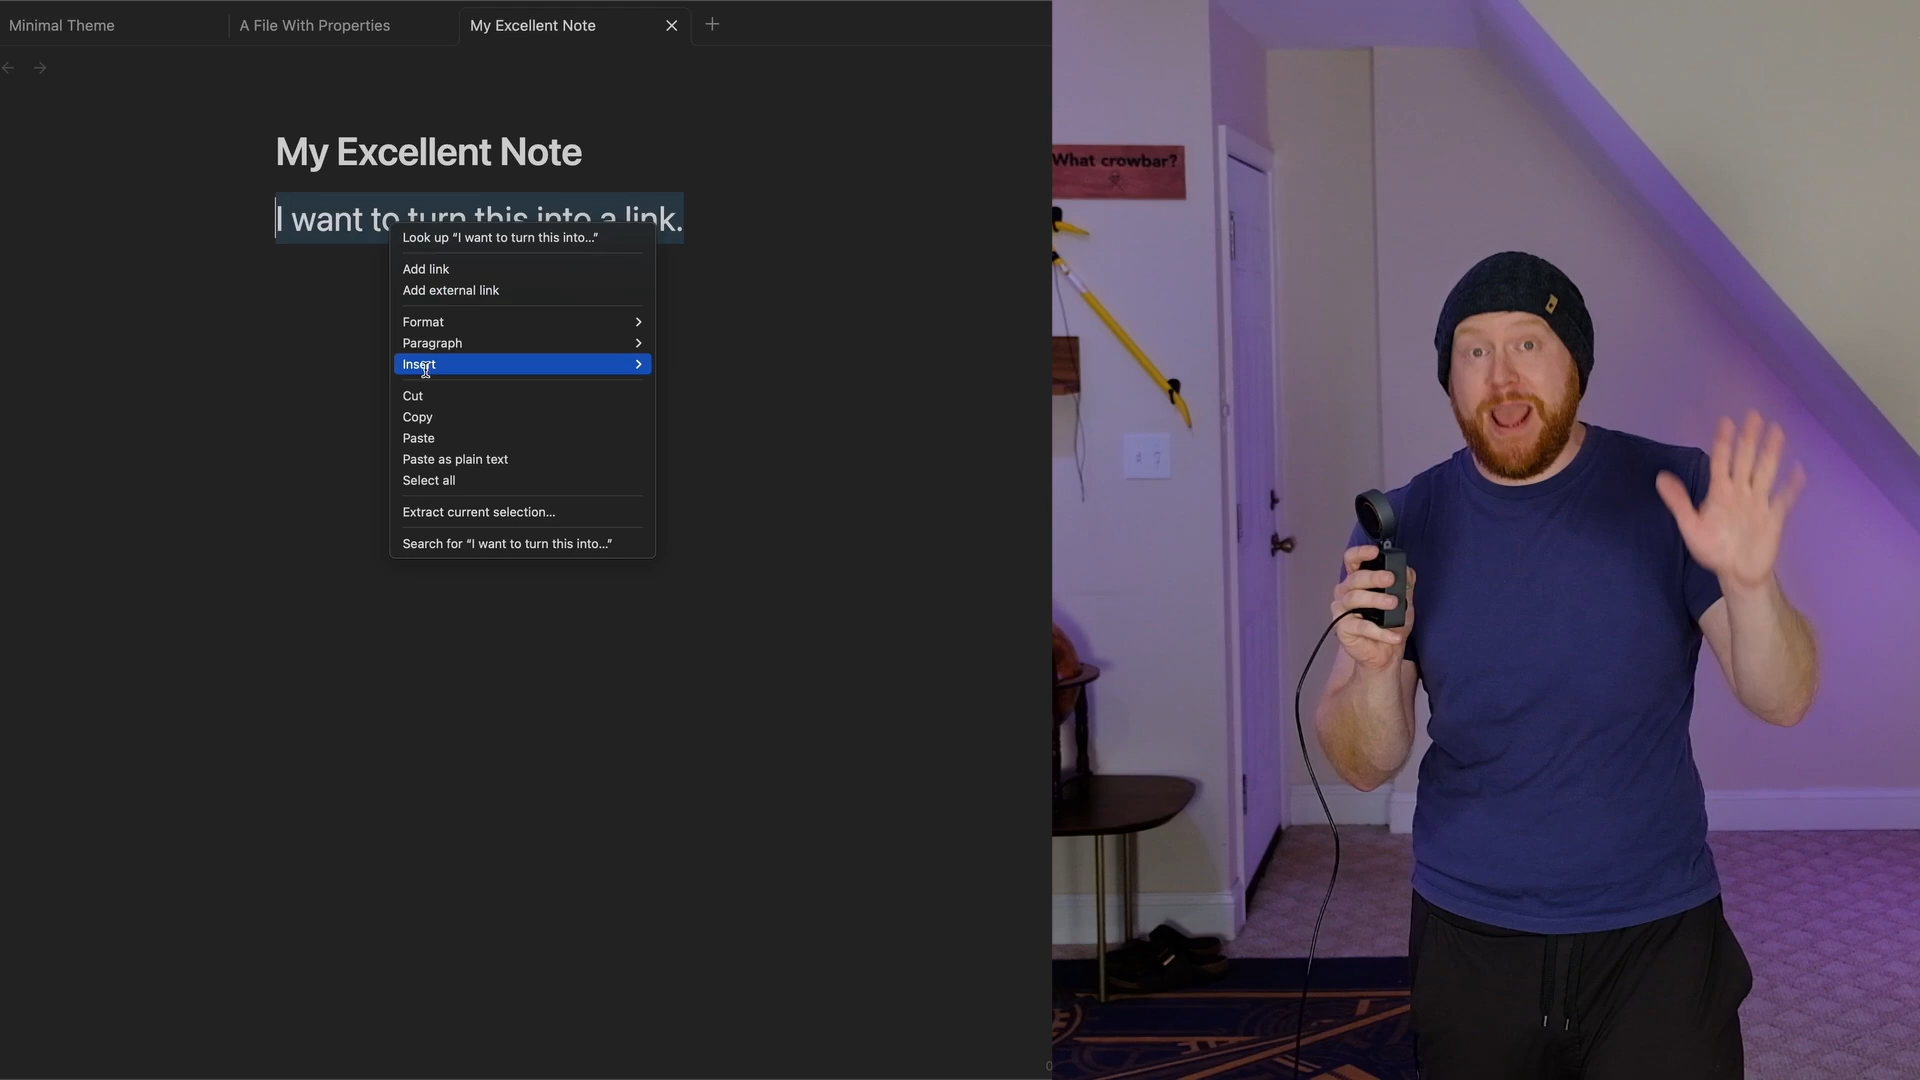 Minimal Theme
A File With Properties
My Excellent Note
My Excellent Note
I want to turn this into a link.
Look up “I want to turn this into...”
Add link
Add external link
Format
Paragraph
Insert
Cut
Copy
Paste
Paste as plain text
Select all
Extract current selection...
Search for “I want to turn this into...”
What crowbar?